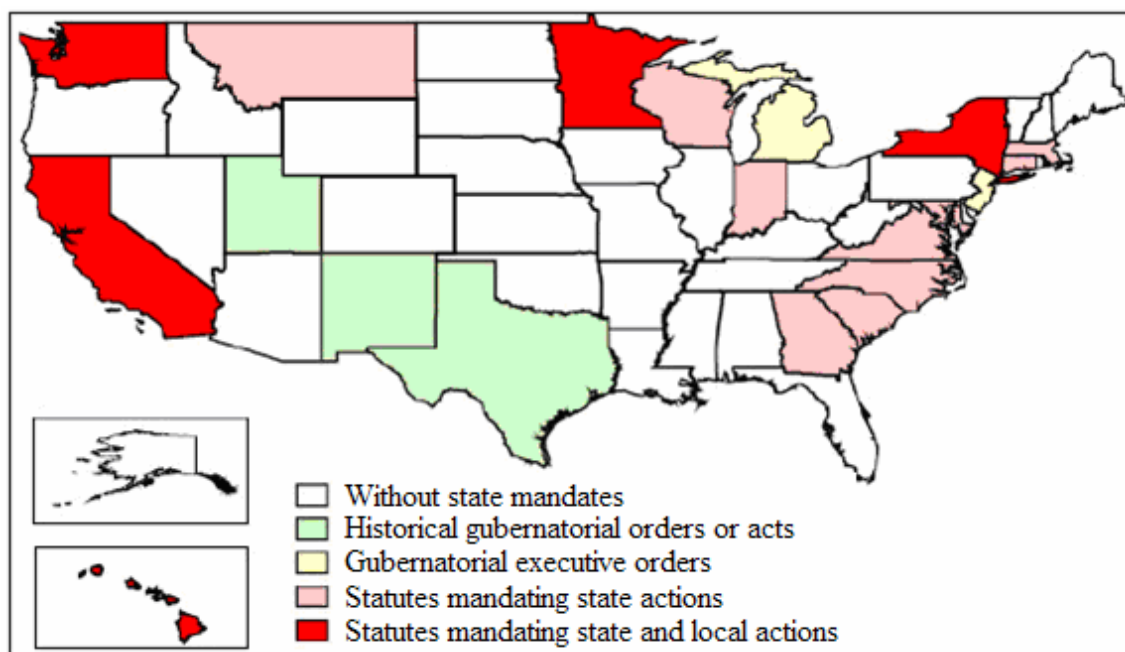 Without state mandates
Historical gubernatorial orders or acts
Gubernatorial executive orders
Statutes mandating state actions
Statutes mandating state and local actions